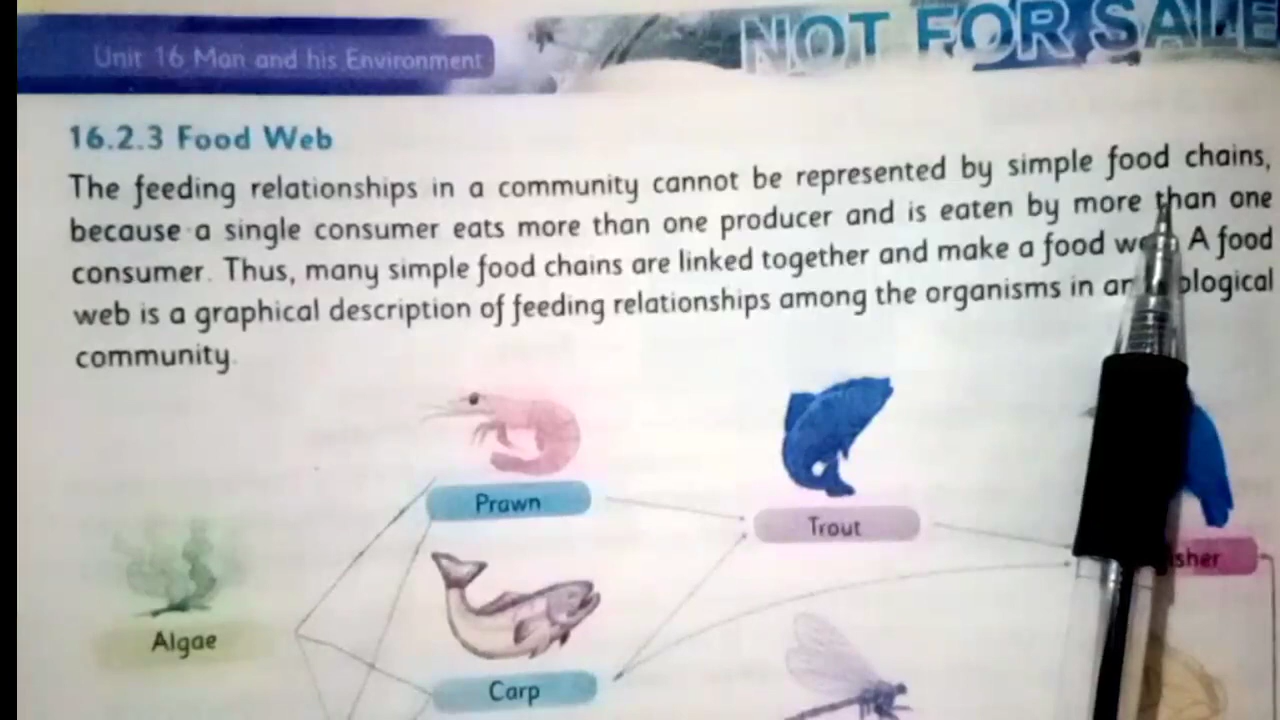 Unit 16 Man and his Environment
NOT FOR SALE
16.2.3 Food Web
The feeding relationships in a community cannot be represented by simple food chains,
because a single consumer eats more than one producer and is eaten by more than one
consumer. Thus, many simple food chains are linked together and make a food A food
web is a graphical description of feeding relationships among the organisms in
community.
Prawn
Trout
Algae
Carp